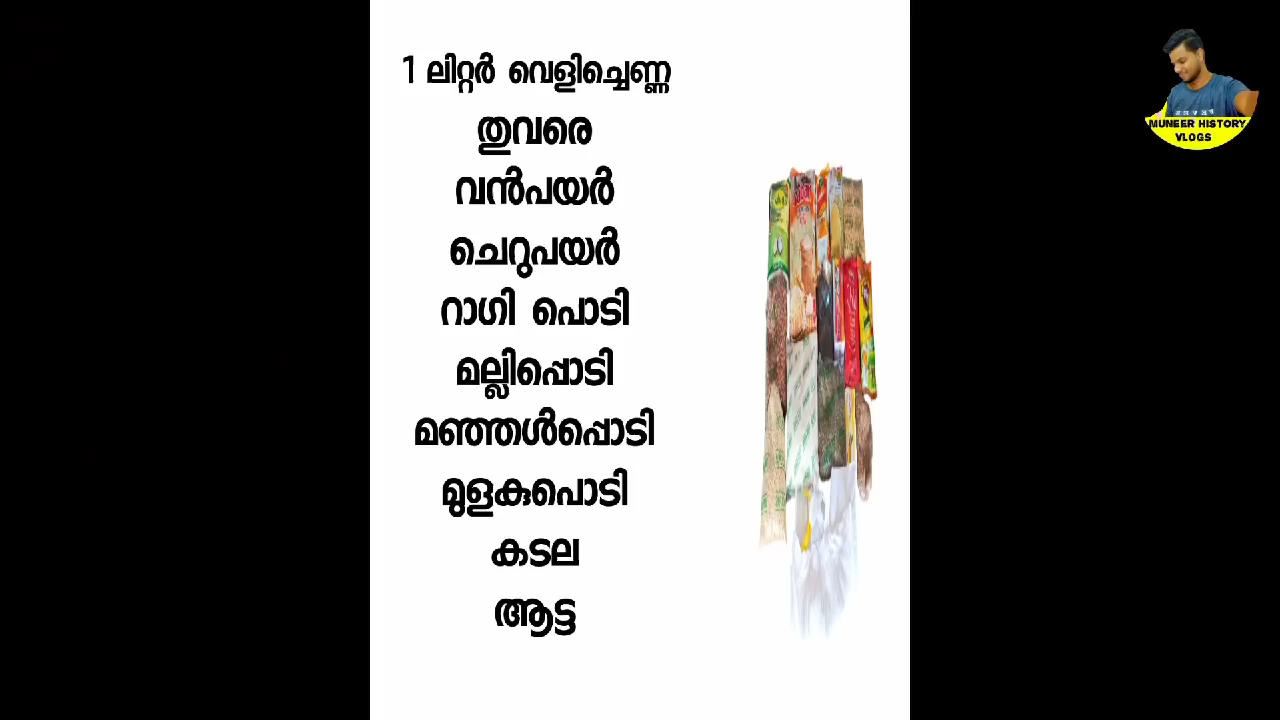 1 ലിറ്റർ വെളിച്ചെണ്ണ
തുവരെ
വൻപയർ
ചെറുപയർ
റാഗി പൊടി
മല്ലിപ്പൊടി
മഞ്ഞൾപ്പൊടി
മുളകുപൊടി
കടല
ആട്ട
MUNEER HISTORY
VLOGS